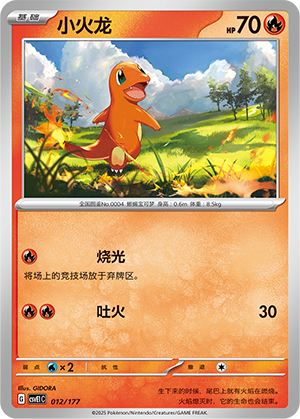 基础
小火龙
HP 70
全国图鉴No.0004 蜥蜴宝可梦 身高：0.6m 体重：8.5kg
烧光
将场上的竞技场放于弃牌区。
吐火 30
弱点 ×2 抗性 撤退
Illus. GIDORA
G 012/177
生下来的时候，尾巴上就有火焰在燃烧。
火焰熄灭时，它的生命也会结束。
©2025 Pokémon/Nintendo/Creatures/GAME FREAK.